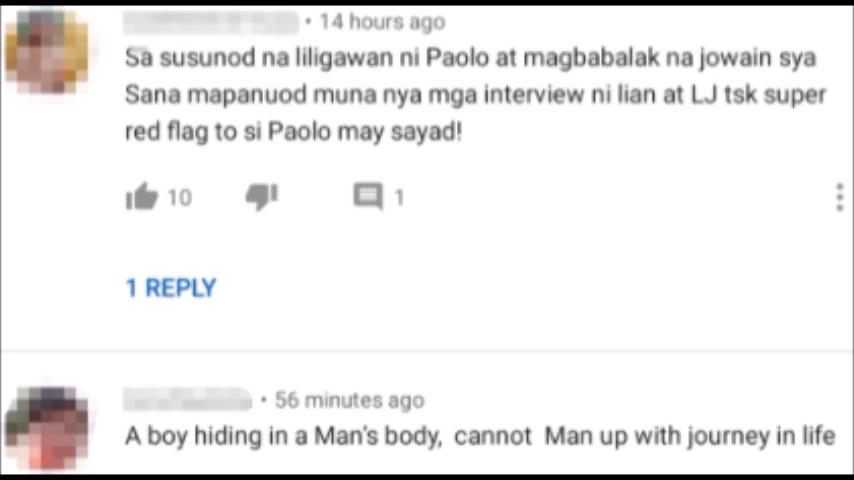 • 14 hours ago
Sa susunod na liligawan ni Paolo at magbabalak na jowain sya
Sana mapanuod muna nya mga interview ni lian at LJ tsk super
red flag to si Paolo may sayad!
10 1
1 REPLY
• 56 minutes ago
A boy hiding in a Man's body, cannot Man up with journey in life